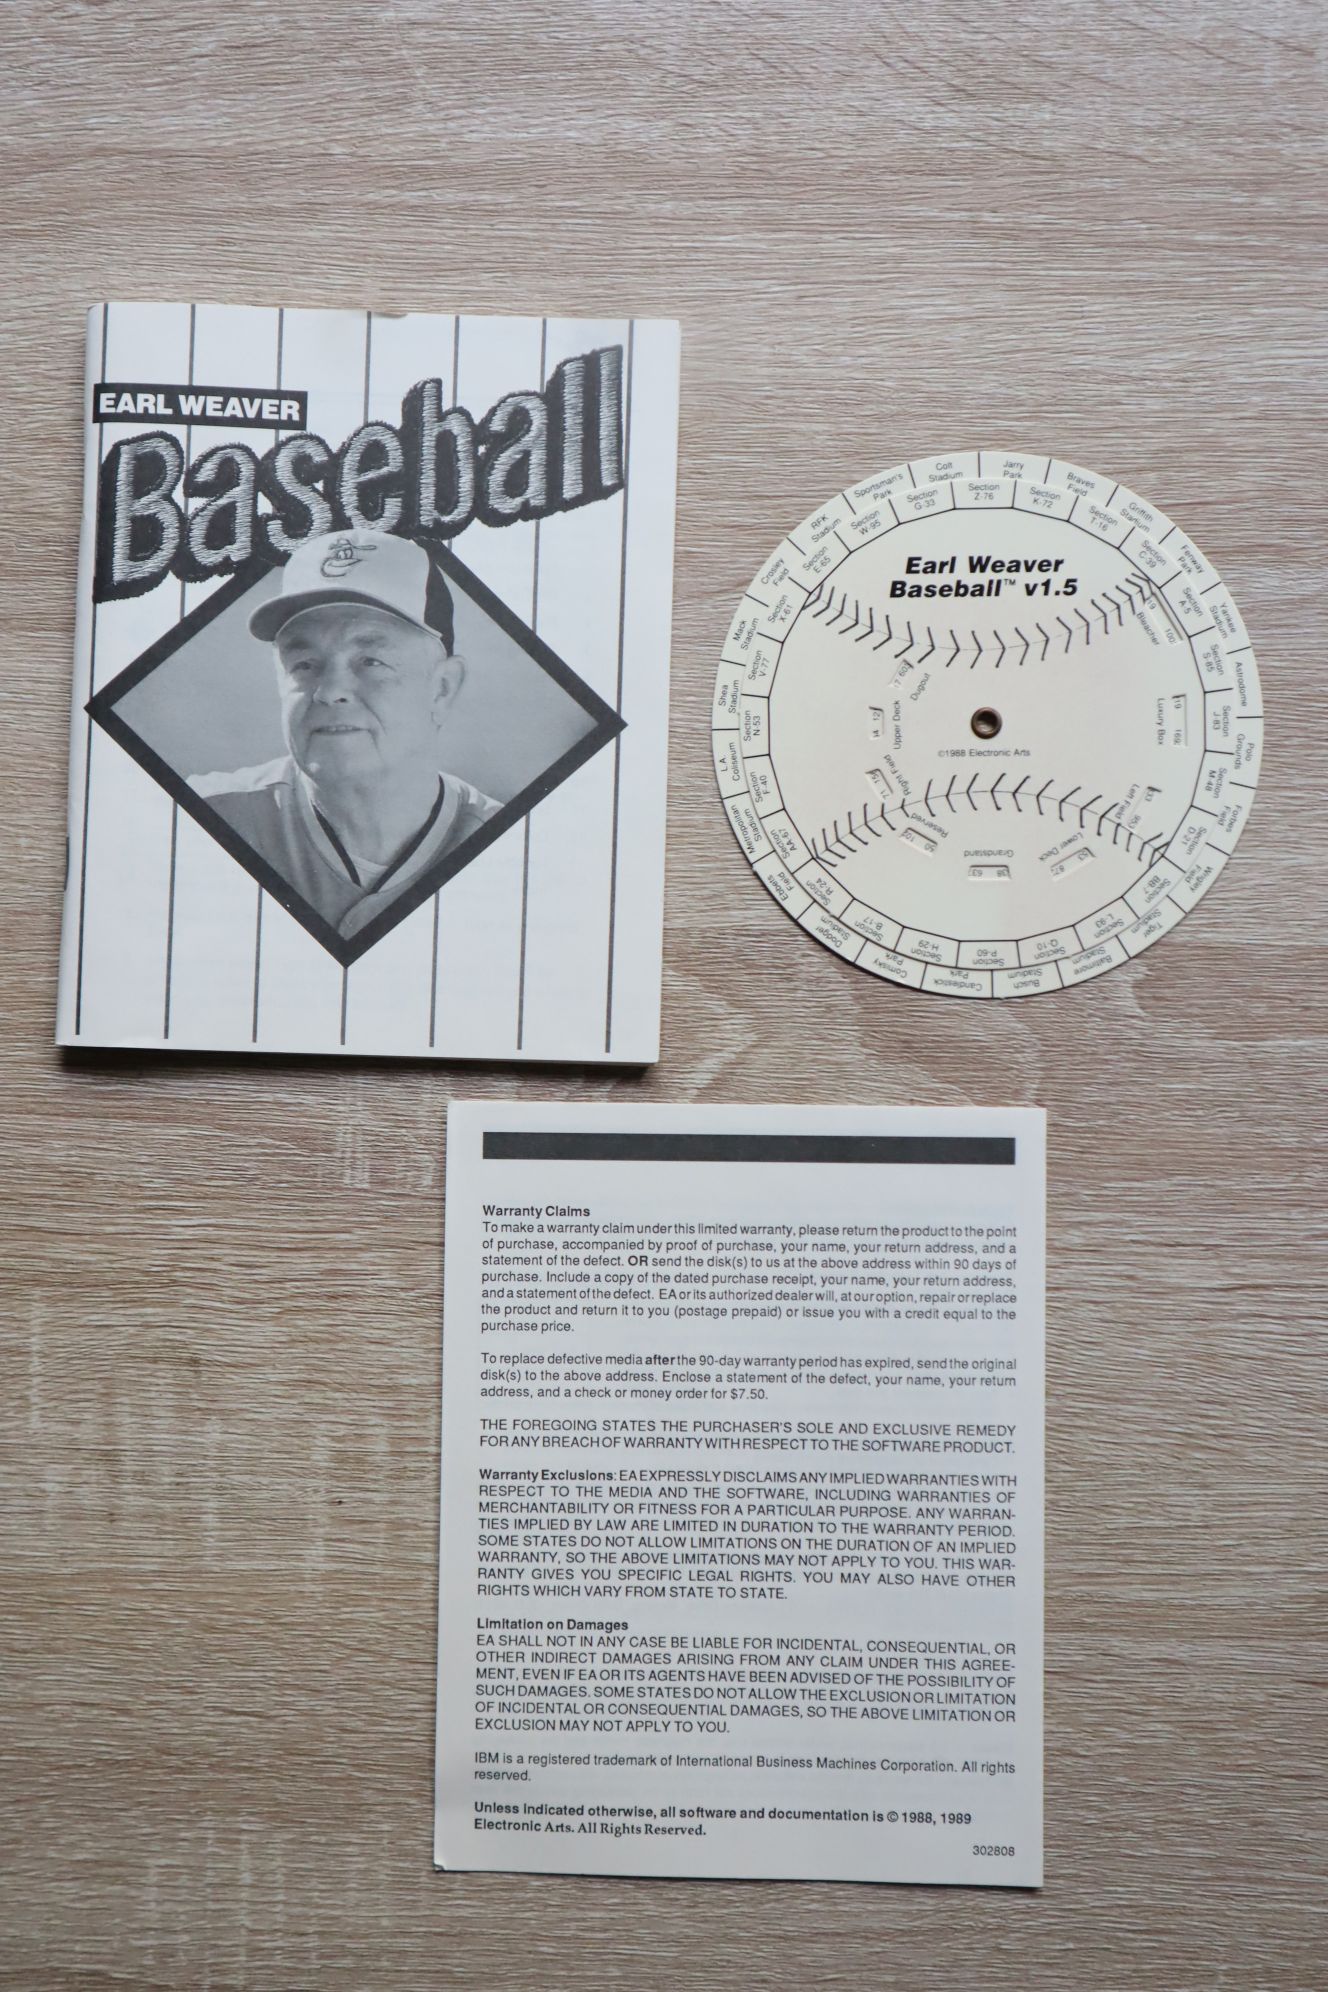 EARL WEAVER
Baseball
Earl Weaver
Baseball™ v1.5
©1988 Electronic Arts
Colt Stadium
Jarry Park
Braves Field
Griffith Stadium
Fenway Park
Yankee Stadium
Astrodome
Polo Grounds
Forbes Field
Wrigley Field
Tiger Stadium
Baltimore Stadium
Busch Stadium
Candlestick Park
Comisky Park
Dodger Stadium
Ebbets Field
Metropolitan Stadium
L.A. Coliseum
Shea Stadium
Mack Stadium
Crosley Field
RFK Stadium
Sportsman's Park
Section G-33
Section Z-76
Section K-72
Section T-16
Section C-39
Section A-5
Section S-85
Section J-83
Section M-48
Section D-21
Section BB-7
Section L-93
Section Q-10
Section P-60
Section H-29
Section B-17
Section R-24
Section AA-67
Section F-40
Section N-53
Section V-77
Section X-61
Section E-65
Section W-95
Bleacher
Luxury Box
Left Field
Lower Deck
Grandstand
Reserved
Right Field
Upper Deck
Dugout
Warranty Claims
To make a warranty claim under this limited warranty, please return the product to the point
of purchase, accompanied by proof of purchase, your name, your return address, and a
statement of the defect. OR send the disk(s) to us at the above address within 90 days of
purchase. Include a copy of the dated purchase receipt, your name, your return address,
and a statement of the defect. EA or its authorized dealer will, at our option, repair or replace
the product and return it to you (postage prepaid) or issue you with a credit equal to the
purchase price.
To replace defective media after the 90-day warranty period has expired, send the original
disk(s) to the above address. Enclose a statement of the defect, your name, your return
address, and a check or money order for $7.50.
THE FOREGOING STATES THE PURCHASER'S SOLE AND EXCLUSIVE REMEDY
FOR ANY BREACH OF WARRANTY WITH RESPECT TO THE SOFTWARE PRODUCT.
Warranty Exclusions: EA EXPRESSLY DISCLAIMS ANY IMPLIED WARRANTIES WITH
RESPECT TO THE MEDIA AND THE SOFTWARE, INCLUDING WARRANTIES OF
MERCHANTABILITY OR FITNESS FOR A PARTICULAR PURPOSE. ANY WARRAN-
TIES IMPLIED BY LAW ARE LIMITED IN DURATION TO THE WARRANTY PERIOD.
SOME STATES DO NOT ALLOW LIMITATIONS ON THE DURATION OF AN IMPLIED
WARRANTY, SO THE ABOVE LIMITATIONS MAY NOT APPLY TO YOU. THIS WAR-
RANTY GIVES YOU SPECIFIC LEGAL RIGHTS. YOU MAY ALSO HAVE OTHER
RIGHTS WHICH VARY FROM STATE TO STATE.
Limitation on Damages
EA SHALL NOT IN ANY CASE BE LIABLE FOR INCIDENTAL, CONSEQUENTIAL, OR
OTHER INDIRECT DAMAGES ARISING FROM ANY CLAIM UNDER THIS AGREE-
MENT, EVEN IF EA OR ITS AGENTS HAVE BEEN ADVISED OF THE POSSIBILITY OF
SUCH DAMAGES. SOME STATES DO NOT ALLOW THE EXCLUSION OR LIMITATION
OF INCIDENTAL OR CONSEQUENTIAL DAMAGES, SO THE ABOVE LIMITATION OR
EXCLUSION MAY NOT APPLY TO YOU.
IBM is a registered trademark of International Business Machines Corporation. All rights
reserved.
Unless indicated otherwise, all software and documentation is © 1988, 1989
Electronic Arts. All Rights Reserved.
302808